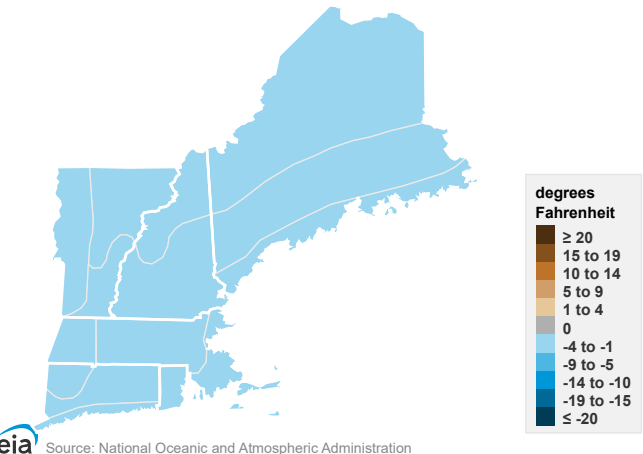 degrees
Fahrenheit
≥ 20
15 to 19
10 to 14
5 to 9
1 to 4
0
-4 to -1
-9 to -5
-14 to -10
-19 to -15
≤ -20
eia
Source: National Oceanic and Atmospheric Administration